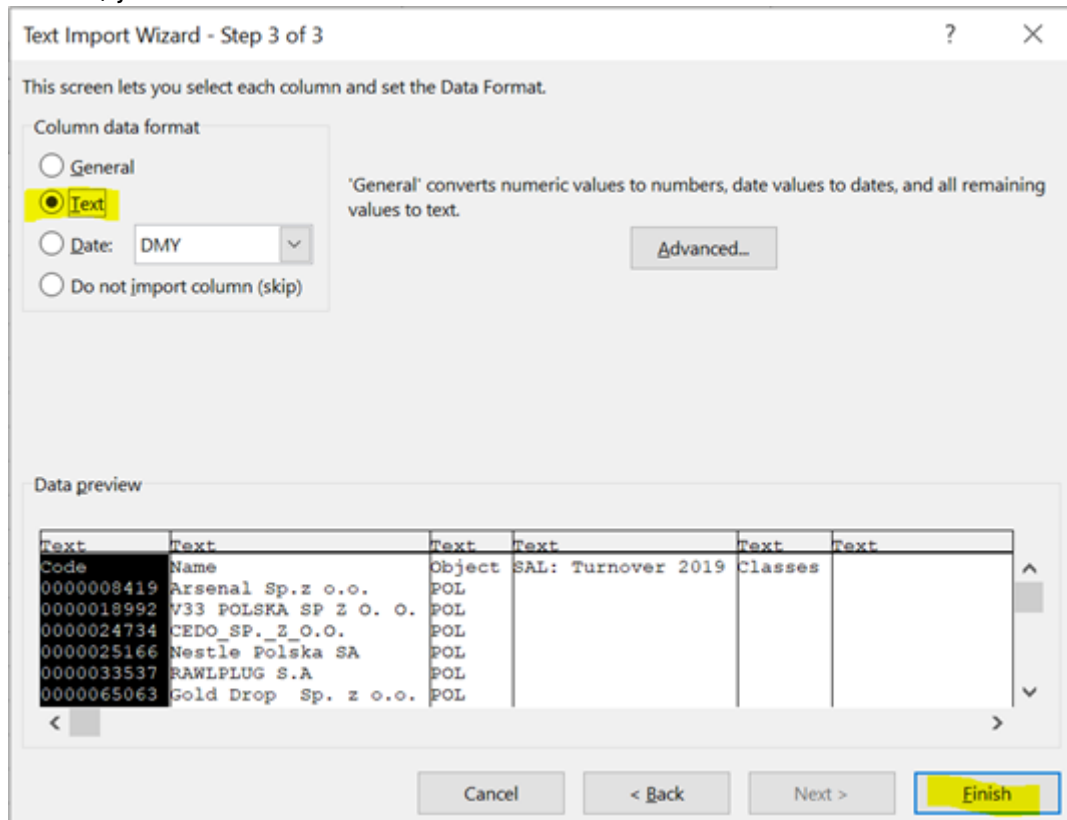 Text Import Wizard - Step 3 of 3 ? ×
This screen lets you select each column and set the Data Format.
Column data format
General
Text
Date: DMY
Do not import column (skip)
'General' converts numeric values to numbers, date values to dates, and all remaining
values to text.
Advanced...
Data preview
Text Text Text Text Text Text
Code Name Object SAL: Turnover 2019 Classes
0000008419 Arsenal Sp.z o.o. POL
0000018992 V33 POLSKA SP Z O. O. POL
0000024734 CEDO_SP._Z_O.O. POL
0000025166 Nestle Polska SA POL
0000033537 RAWLPLUG S.A POL
0000065063 Gold Drop  Sp. z o.o. POL
Cancel < Back Next > Finish